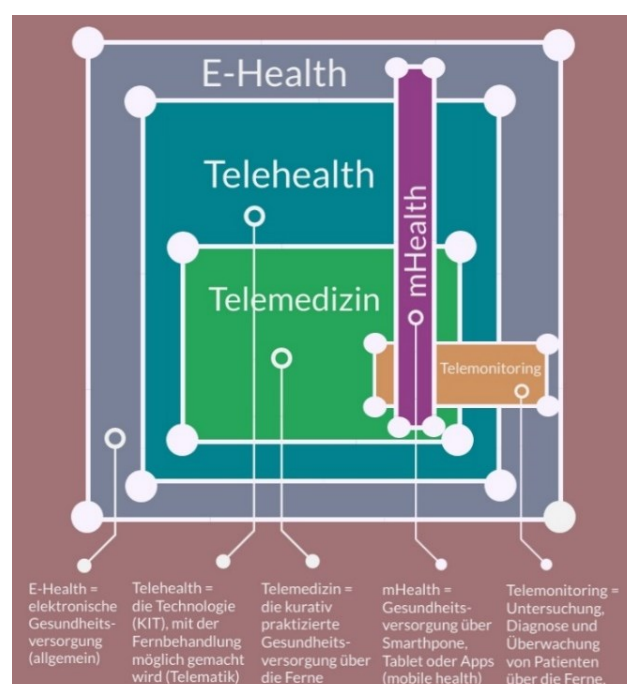 E-Health
Telehealth
mHealth
Telemedizin
Telemonitoring
E-Health =
elektronische
Gesundheits-
versorgung
(allgemein)
Telehealth =
die Technologie
(KIT), mit der
Fernbehandlung
möglich gemacht
wird (Telematik)
Telemedizin =
die kurativ
praktizierte
Gesundheits-
versorgung über
die Ferne
mHealth =
Gesundheits-
versorgung über
Smarthpone,
Tablet oder Apps
(mobile health)
Telemonitoring =
Untersuchung,
Diagnose und
Überwachung
von Patienten
über die Ferne.